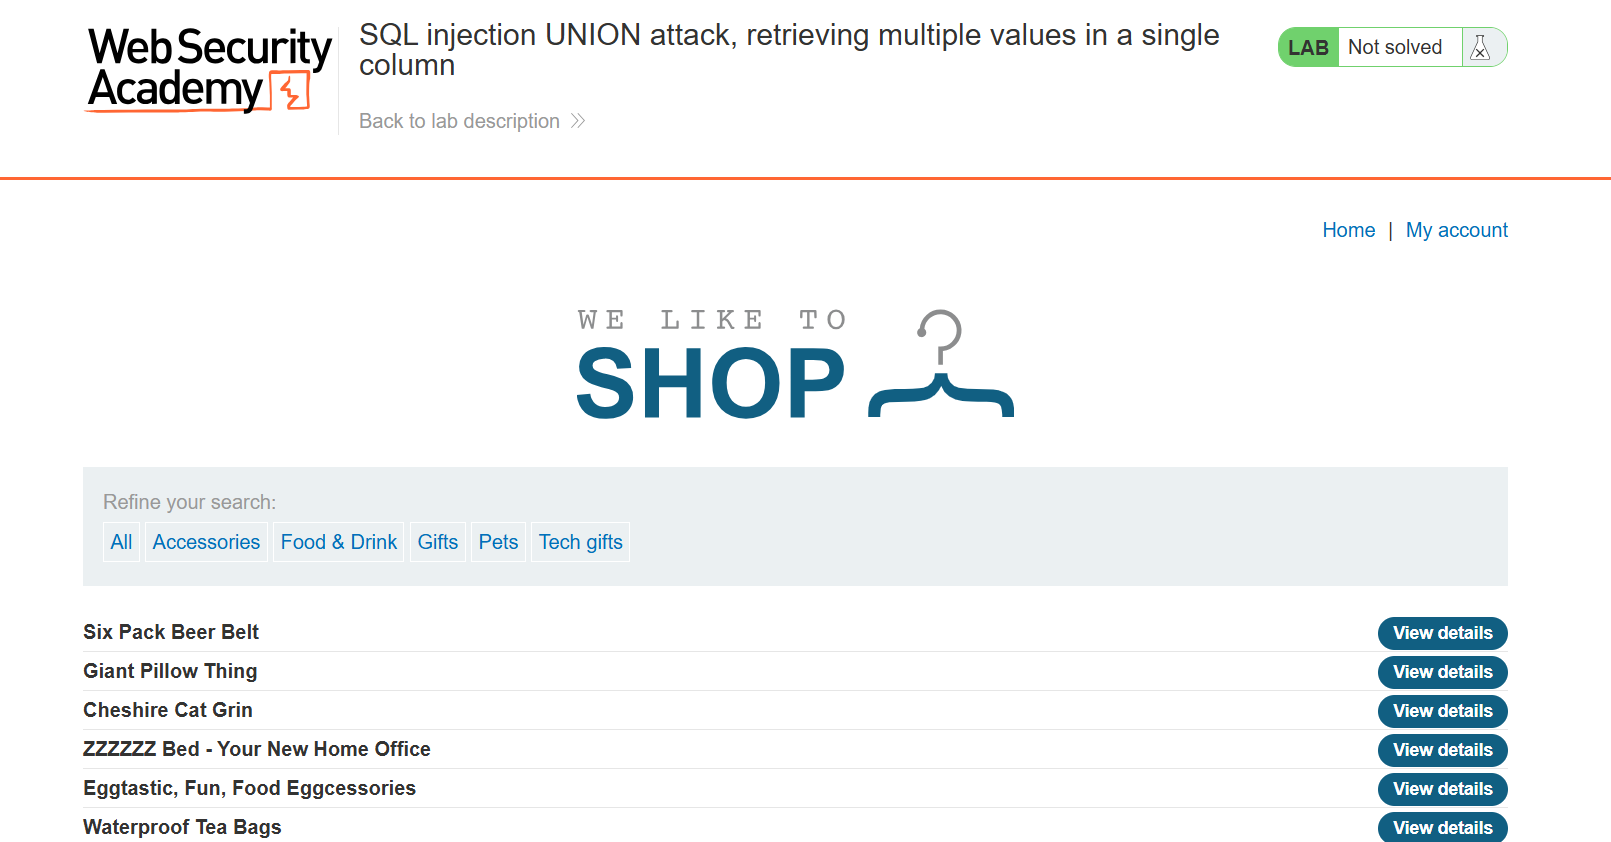 Web Security
Academy
SQL injection UNION attack, retrieving multiple values in a single
column
Back to lab description
LAB Not solved
Home | My account
WE LIKE TO
SHOP
Refine your search:
All Accessories Food & Drink Gifts Pets Tech gifts
Six Pack Beer Belt View details
Giant Pillow Thing View details
Cheshire Cat Grin View details
ZZZZZZ Bed - Your New Home Office View details
Eggtastic, Fun, Food Eggcessories View details
Waterproof Tea Bags View details